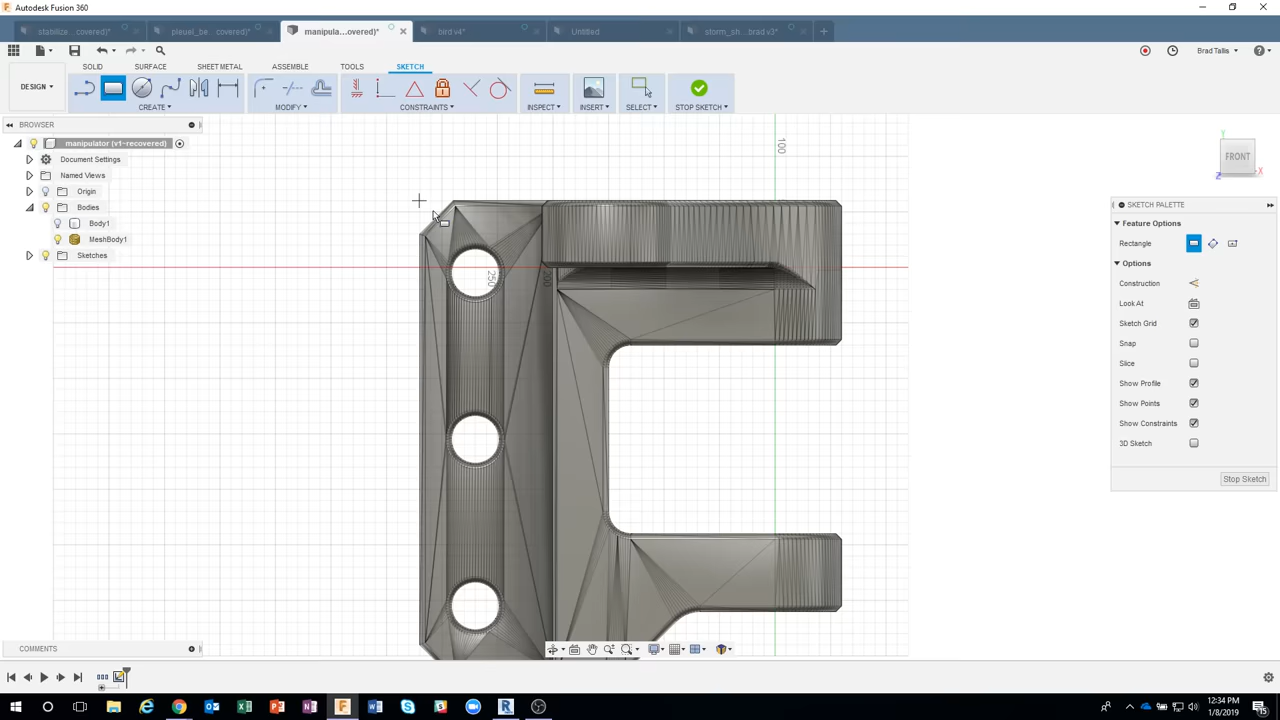 Autodesk Fusion 360
stabilize...covered)*
pleuel_be...covered)*
manipula...overed)*
bird v4*
Untitled
storm_sh...brad v3*
SOLID
SURFACE
SHEET METAL
ASSEMBLE
TOOLS
SKETCH
Brad Tallis
DESIGN
CREATE
MODIFY
CONSTRAINTS
INSPECT
INSERT
SELECT
STOP SKETCH
BROWSER
manipulator (v1~recovered)
Document Settings
Named Views
Origin
Bodies
Body1
MeshBody1
Sketches
100
250
200
FRONT
Y
Z
X
SKETCH PALETTE
Feature Options
Rectangle
Options
Construction
Look At
Sketch Grid
Snap
Slice
Show Profile
Show Points
Show Constraints
3D Sketch
Stop Sketch
COMMENTS
12:34 PM
1/8/2019
15